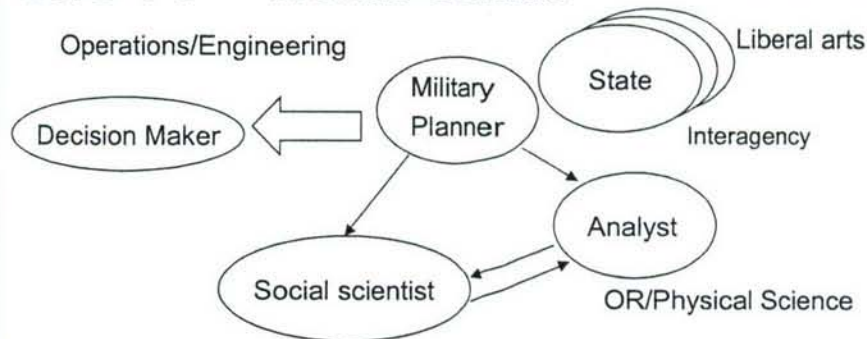 Operations/Engineering
Liberal arts
Military
Planner
State
Decision Maker
Interagency
Analyst
Social scientist
OR/Physical Science